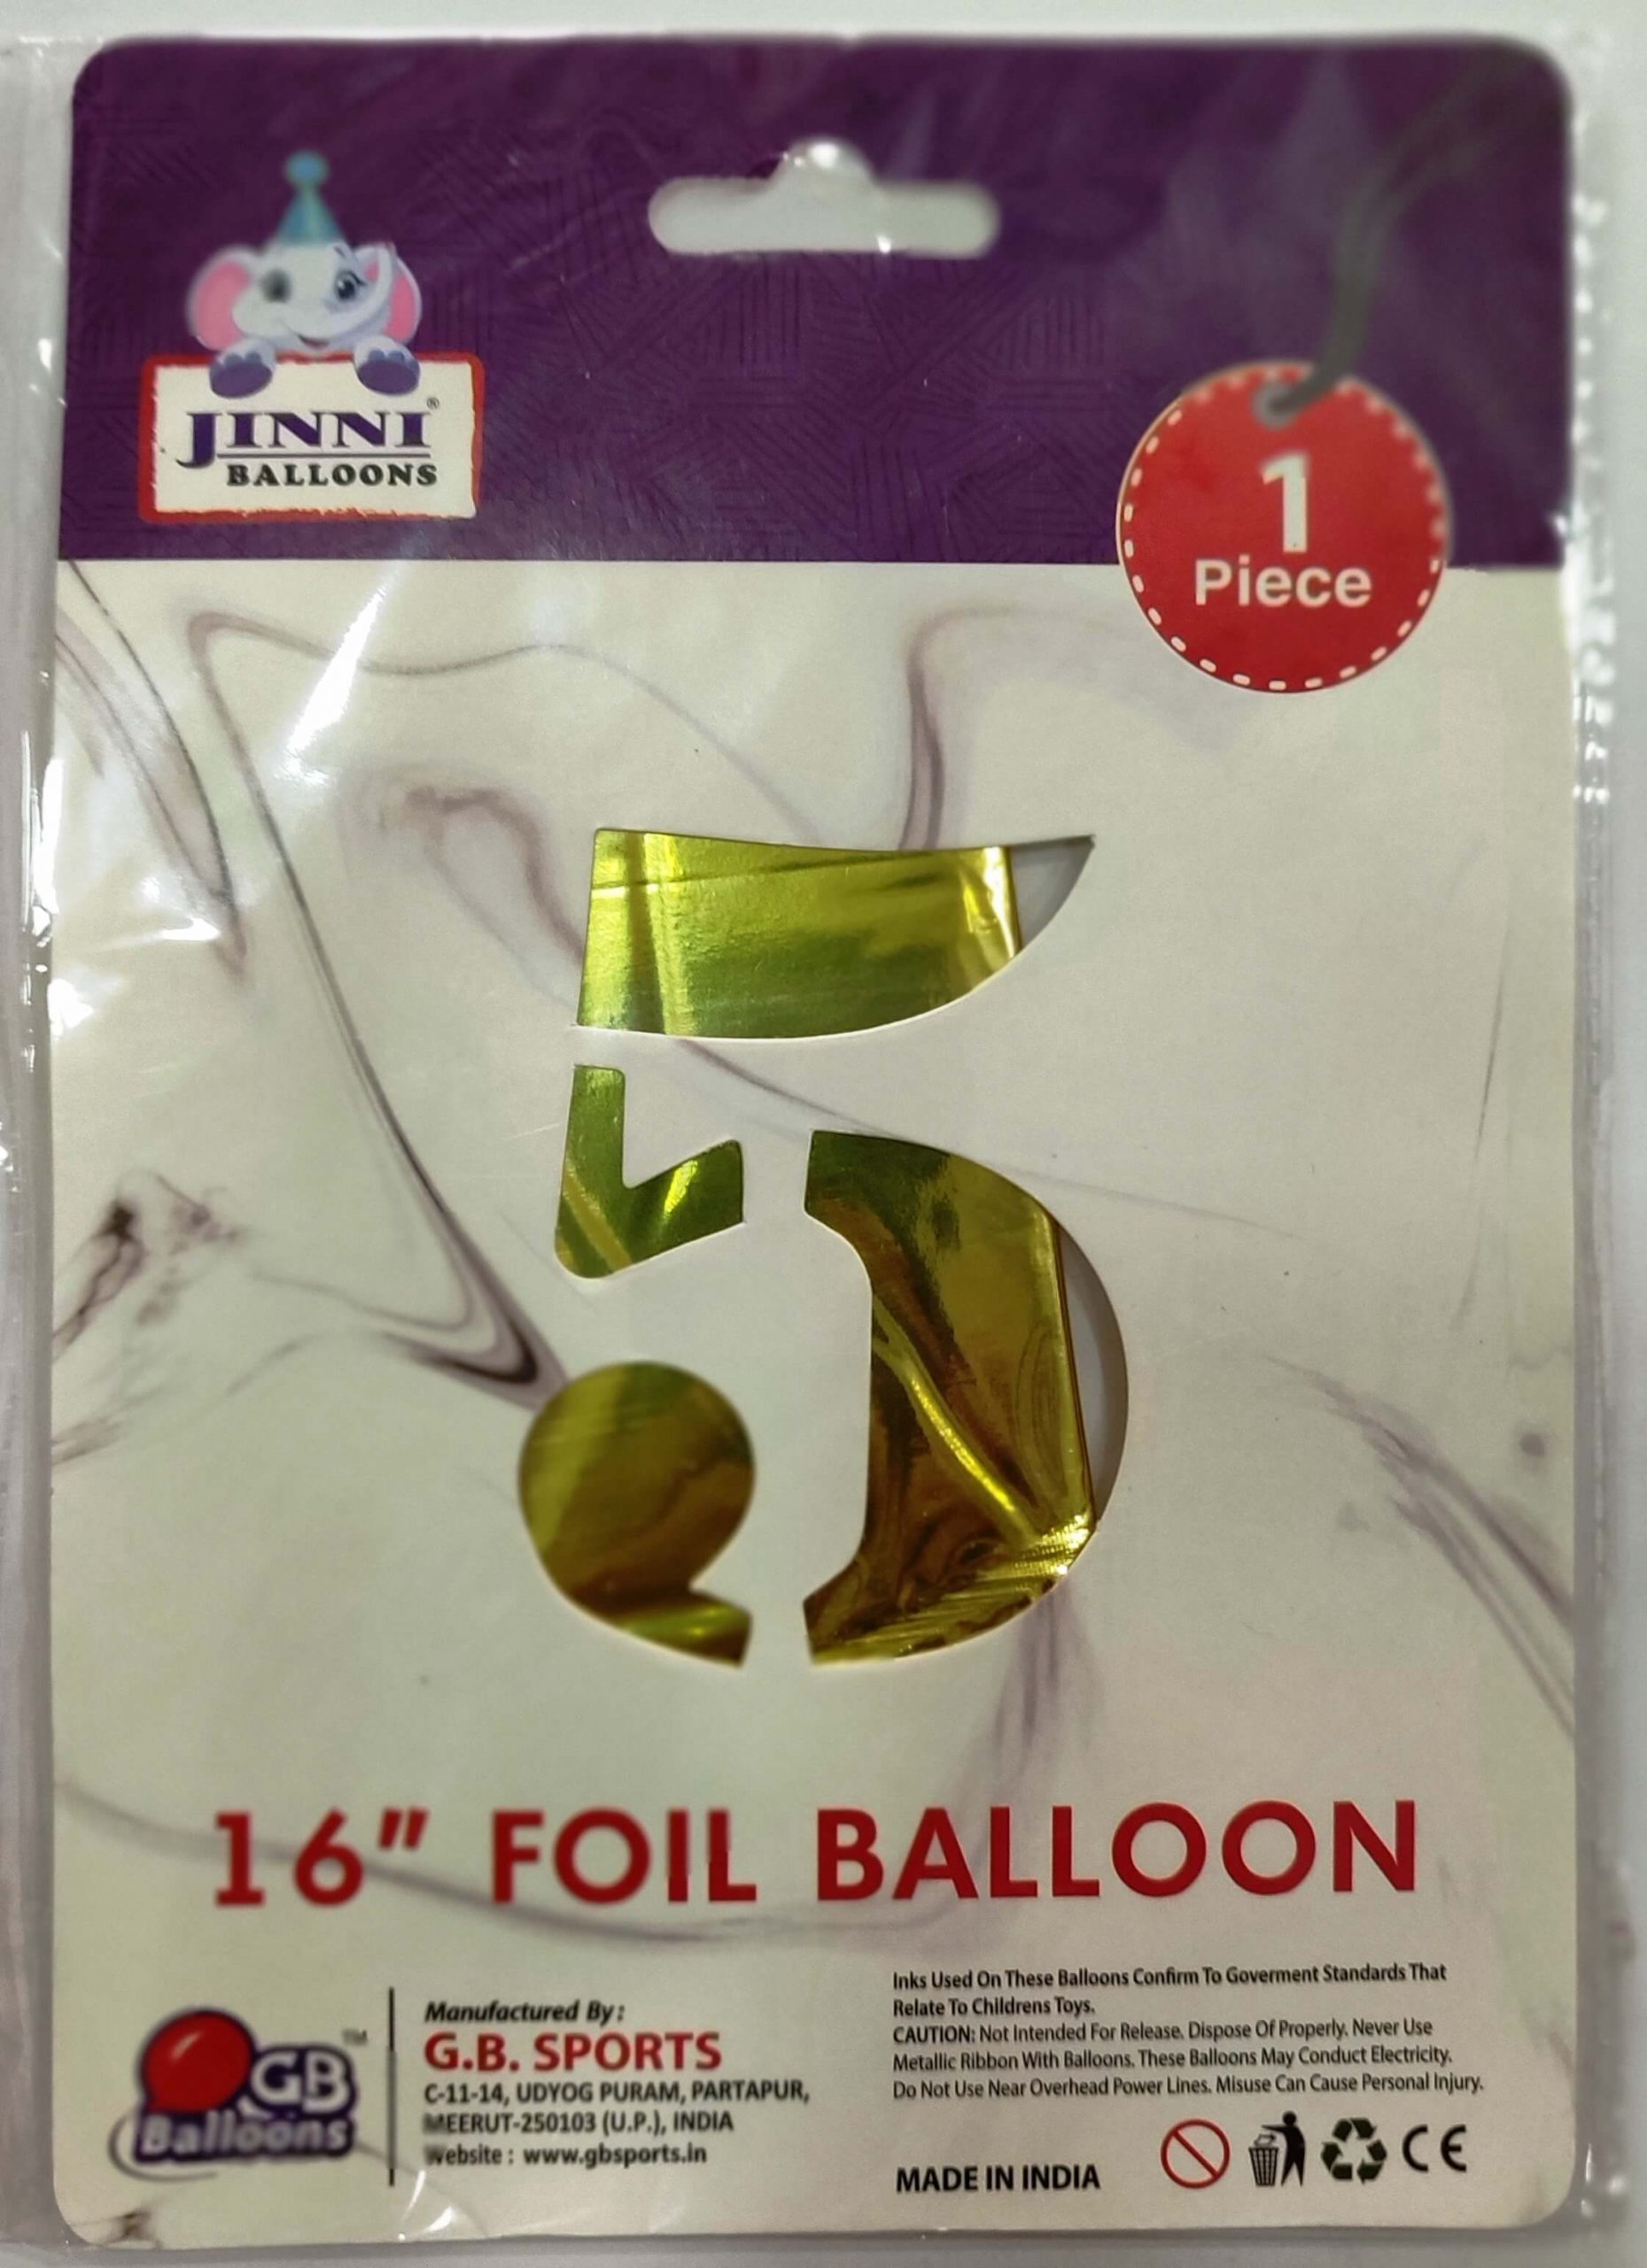 JINNI®
BALLOONS
1
Piece
5
16" FOIL BALLOON
GB ™
Balloons
Manufactured By :
G.B. SPORTS
C-11-14, UDYOG PURAM, PARTAPUR,
MEERUT-250103 (U.P.), INDIA
Website : www.gbsports.in
Inks Used On These Balloons Confirm To Goverment Standards That
Relate To Childrens Toys.
CAUTION: Not Intended For Release. Dispose Of Properly. Never Use
Metallic Ribbon With Balloons. These Balloons May Conduct Electricity.
Do Not Use Near Overhead Power Lines. Misuse Can Cause Personal Injury.
MADE IN INDIA
CE